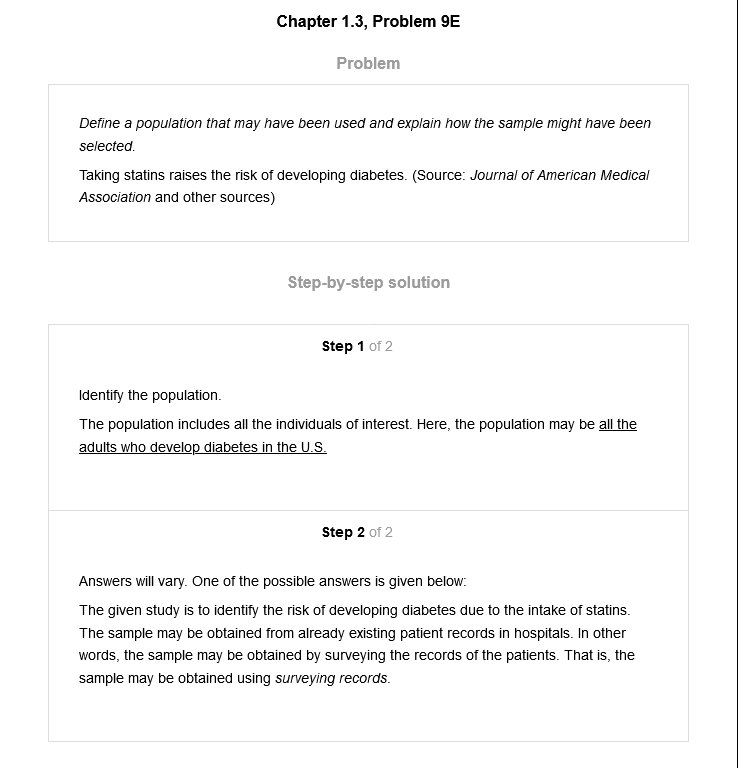 Chapter 1.3, Problem 9E
Problem
Define a population that may have been used and explain how the sample might have been
selected.
Taking statins raises the risk of developing diabetes. (Source: Journal of American Medical
Association and other sources)
Step-by-step solution
Step 1 of 2
Identify the population.
The population includes all the individuals of interest. Here, the population may be all the
adults who develop diabetes in the U.S.
Step 2 of 2
Answers will vary. One of the possible answers is given below:
The given study is to identify the risk of developing diabetes due to the intake of statins.
The sample may be obtained from already existing patient records in hospitals. In other
words, the sample may be obtained by surveying the records of the patients. That is, the
sample may be obtained using surveying records.